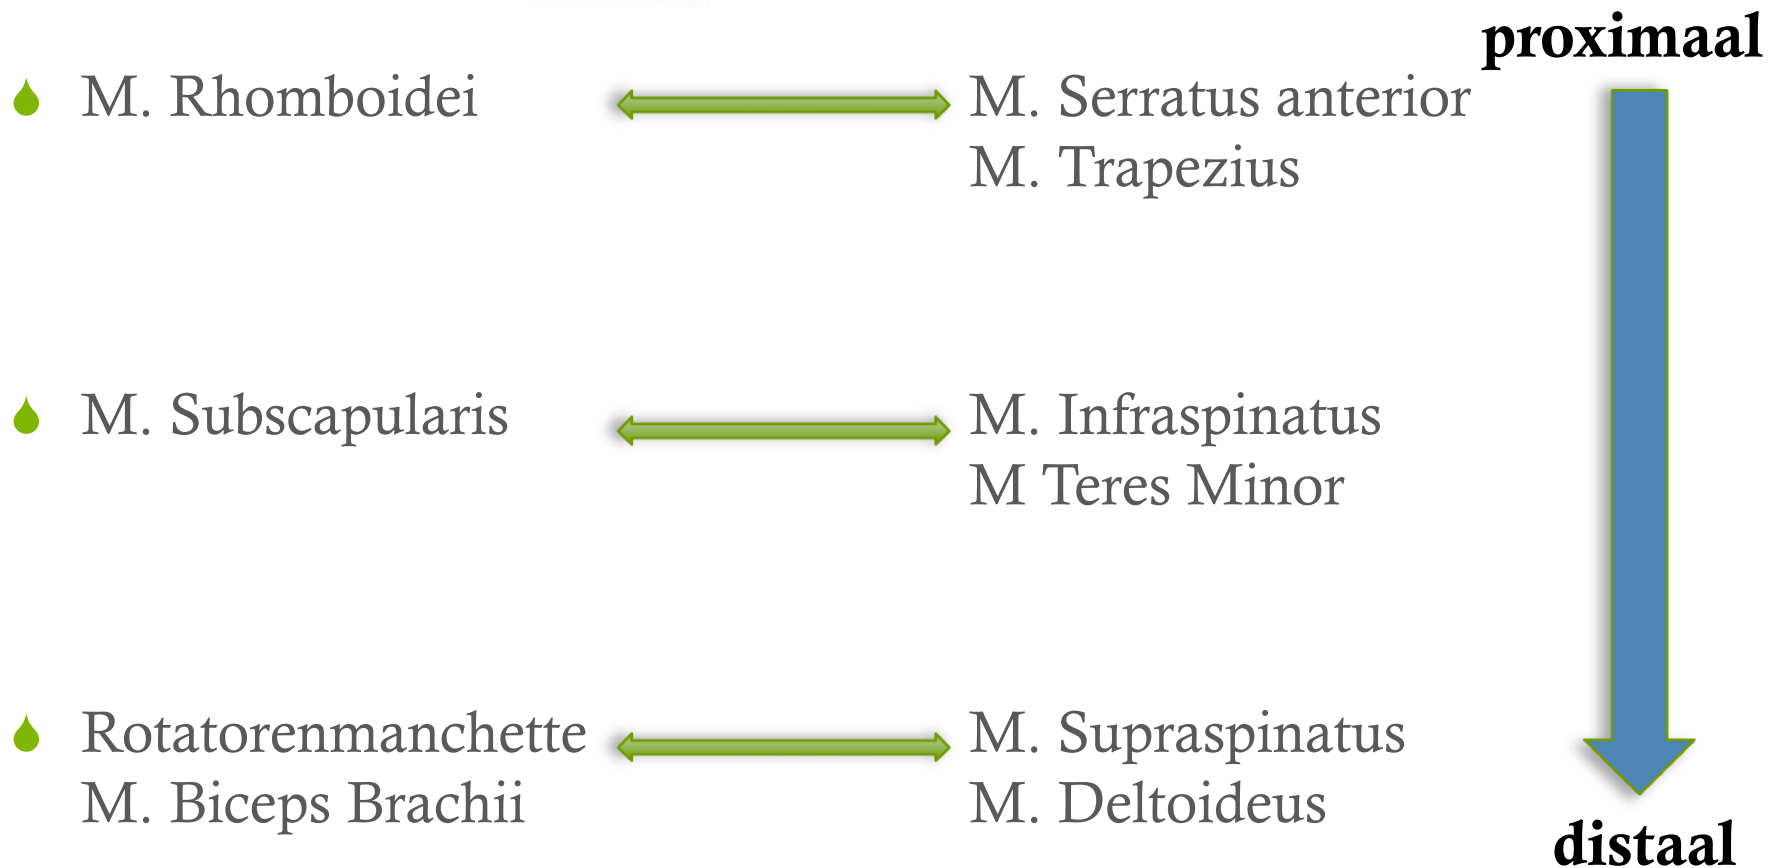 proximaal
M. Rhomboidei
M. Serratus anterior
M. Trapezius
M. Subscapularis
M. Infraspinatus
M Teres Minor
Rotatorenmanchette
M. Biceps Brachii
M. Supraspinatus
M. Deltoideus
distaal